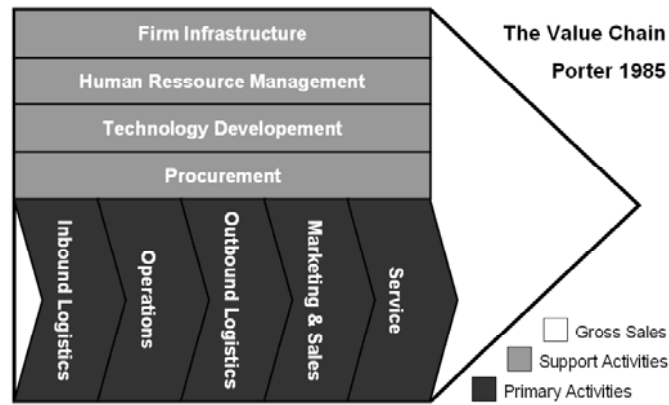 Firm Infrastructure
The Value Chain
Porter 1985
Human Ressource Management
Technology Developement
Procurement
Inbound Logistics
Operations
Outbound Logistics
Marketing & Sales
Service
Gross Sales
Support Activities
Primary Activities